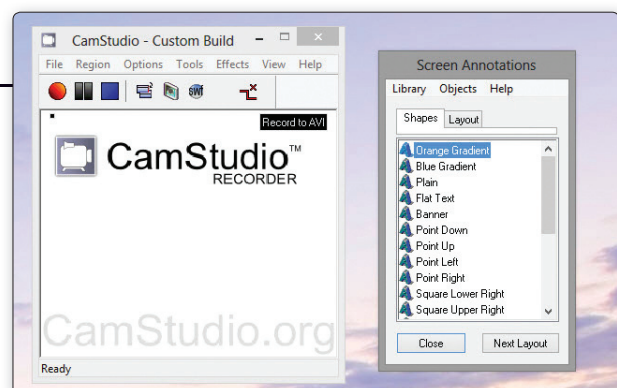 CamStudio - Custom Build
File Region Options Tools Effects View Help
SWF
Record to AVI
CamStudio™
RECORDER
CamStudio.org
Ready
Screen Annotations
Library Objects Help
Shapes Layout
Orange Gradient
Blue Gradient
Plain
Flat Text
Banner
Point Down
Point Up
Point Left
Point Right
Square Lower Right
Square Upper Right
Close Next Layout